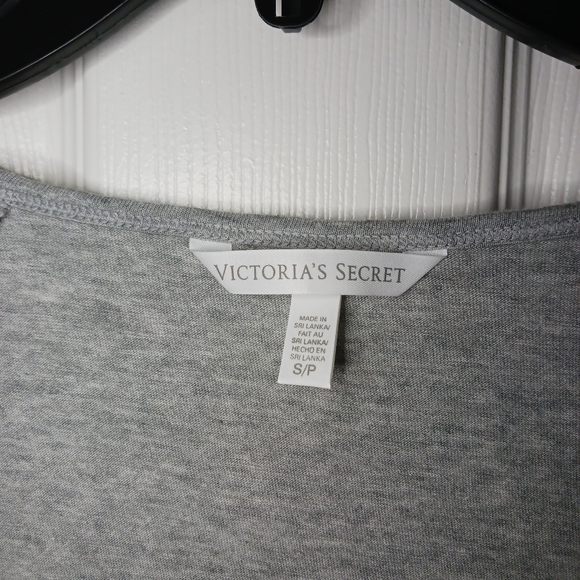 VICTORIA'S SECRET
MADE IN
SRI LANKA/
FAIT AU
SRI LANKA/
HECHO EN
SRI LANKA
S/P